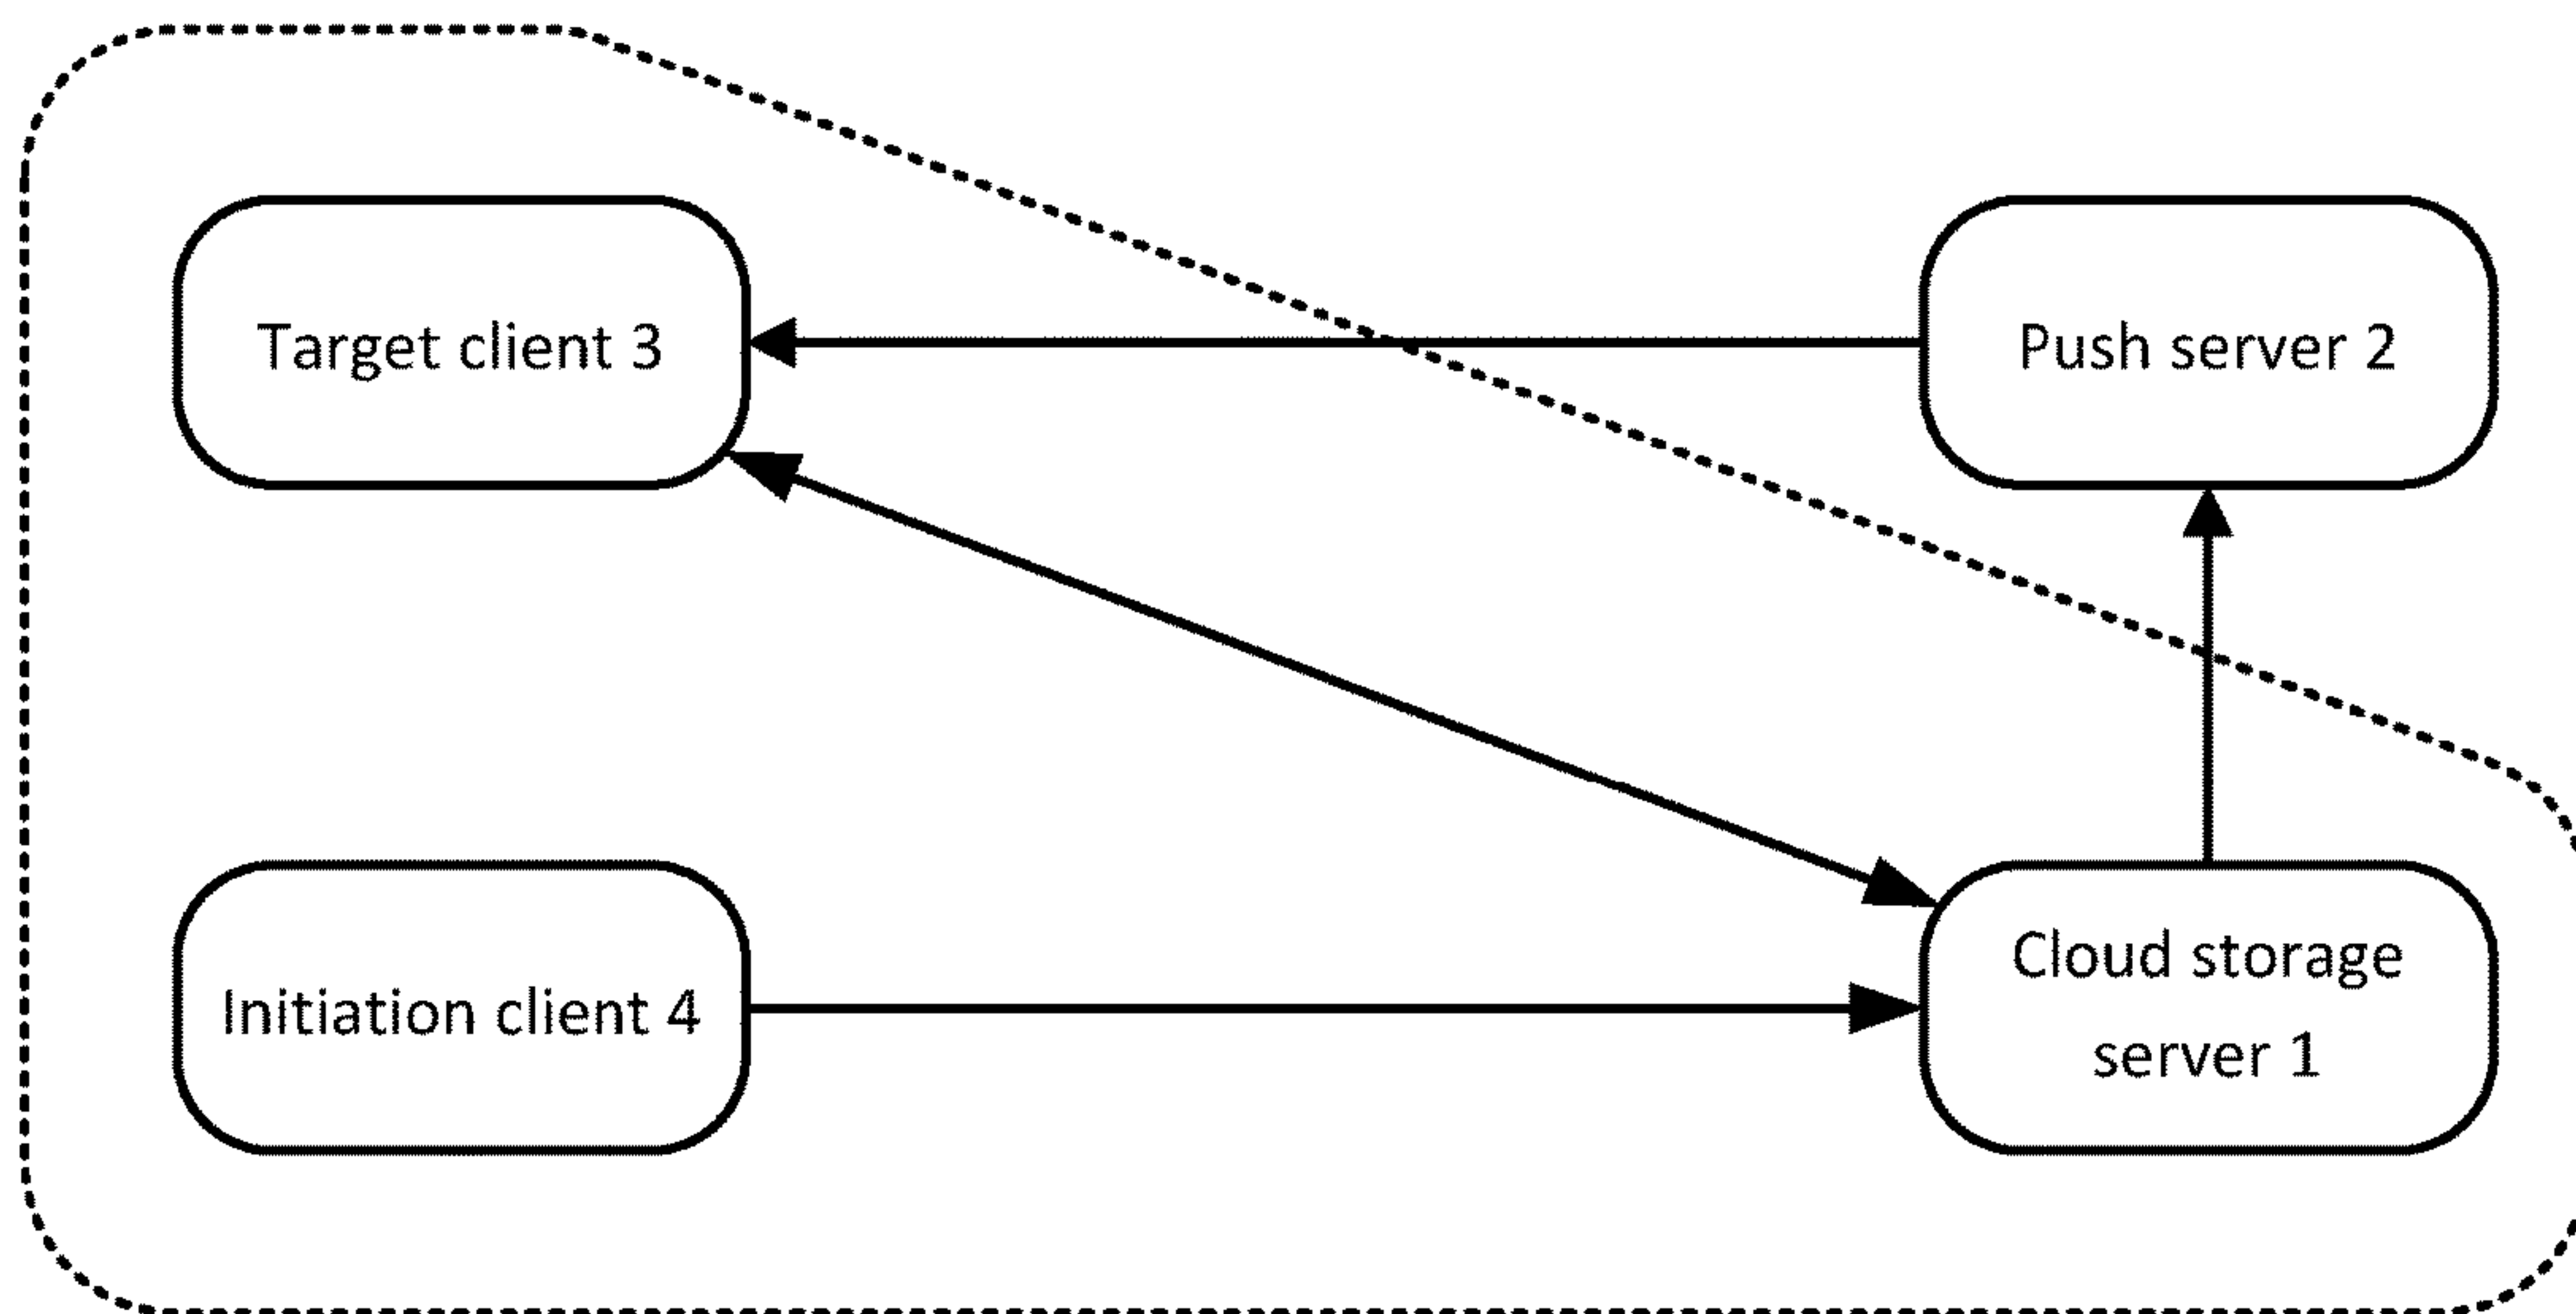 Target client 3
Push server 2
Initiation client 4
Cloud storage
server 1